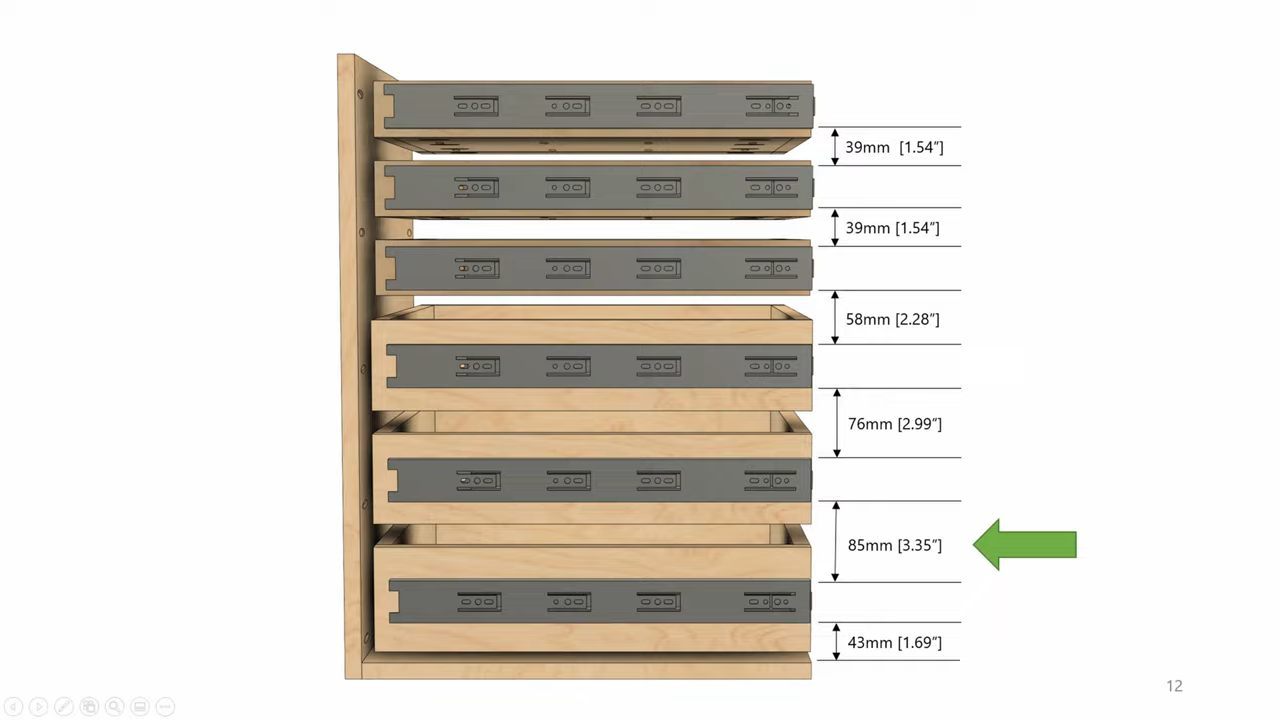 39mm  [1.54”]
39mm [1.54”]
58mm [2.28”]
76mm [2.99”]
85mm [3.35”]
43mm [1.69”]
12